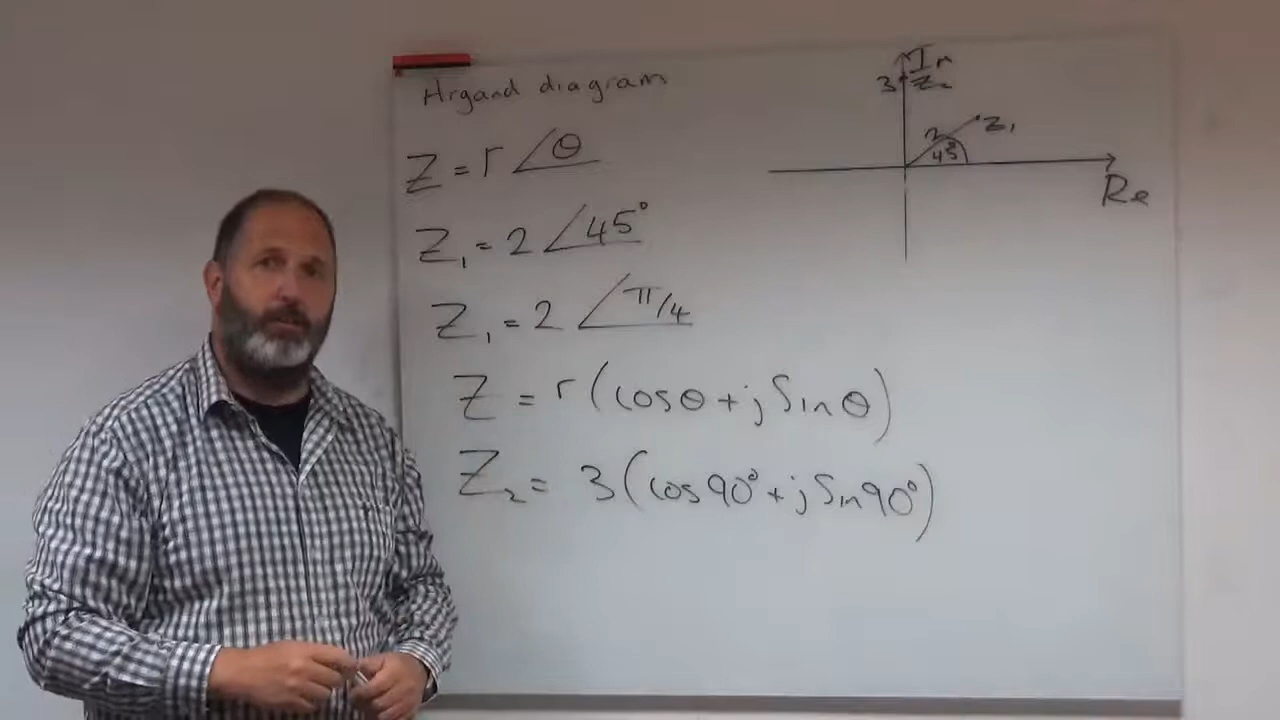 Argand diagram
Z = r ∠θ
Z₁ = 2 ∠45°
Z₁ = 2 ∠π/4
Z = r (cosθ + j Sinθ)
Z₂ = 3 (cos90° + j Sin90°)
Im
3
Z₂
2
Z₁
45°
Re